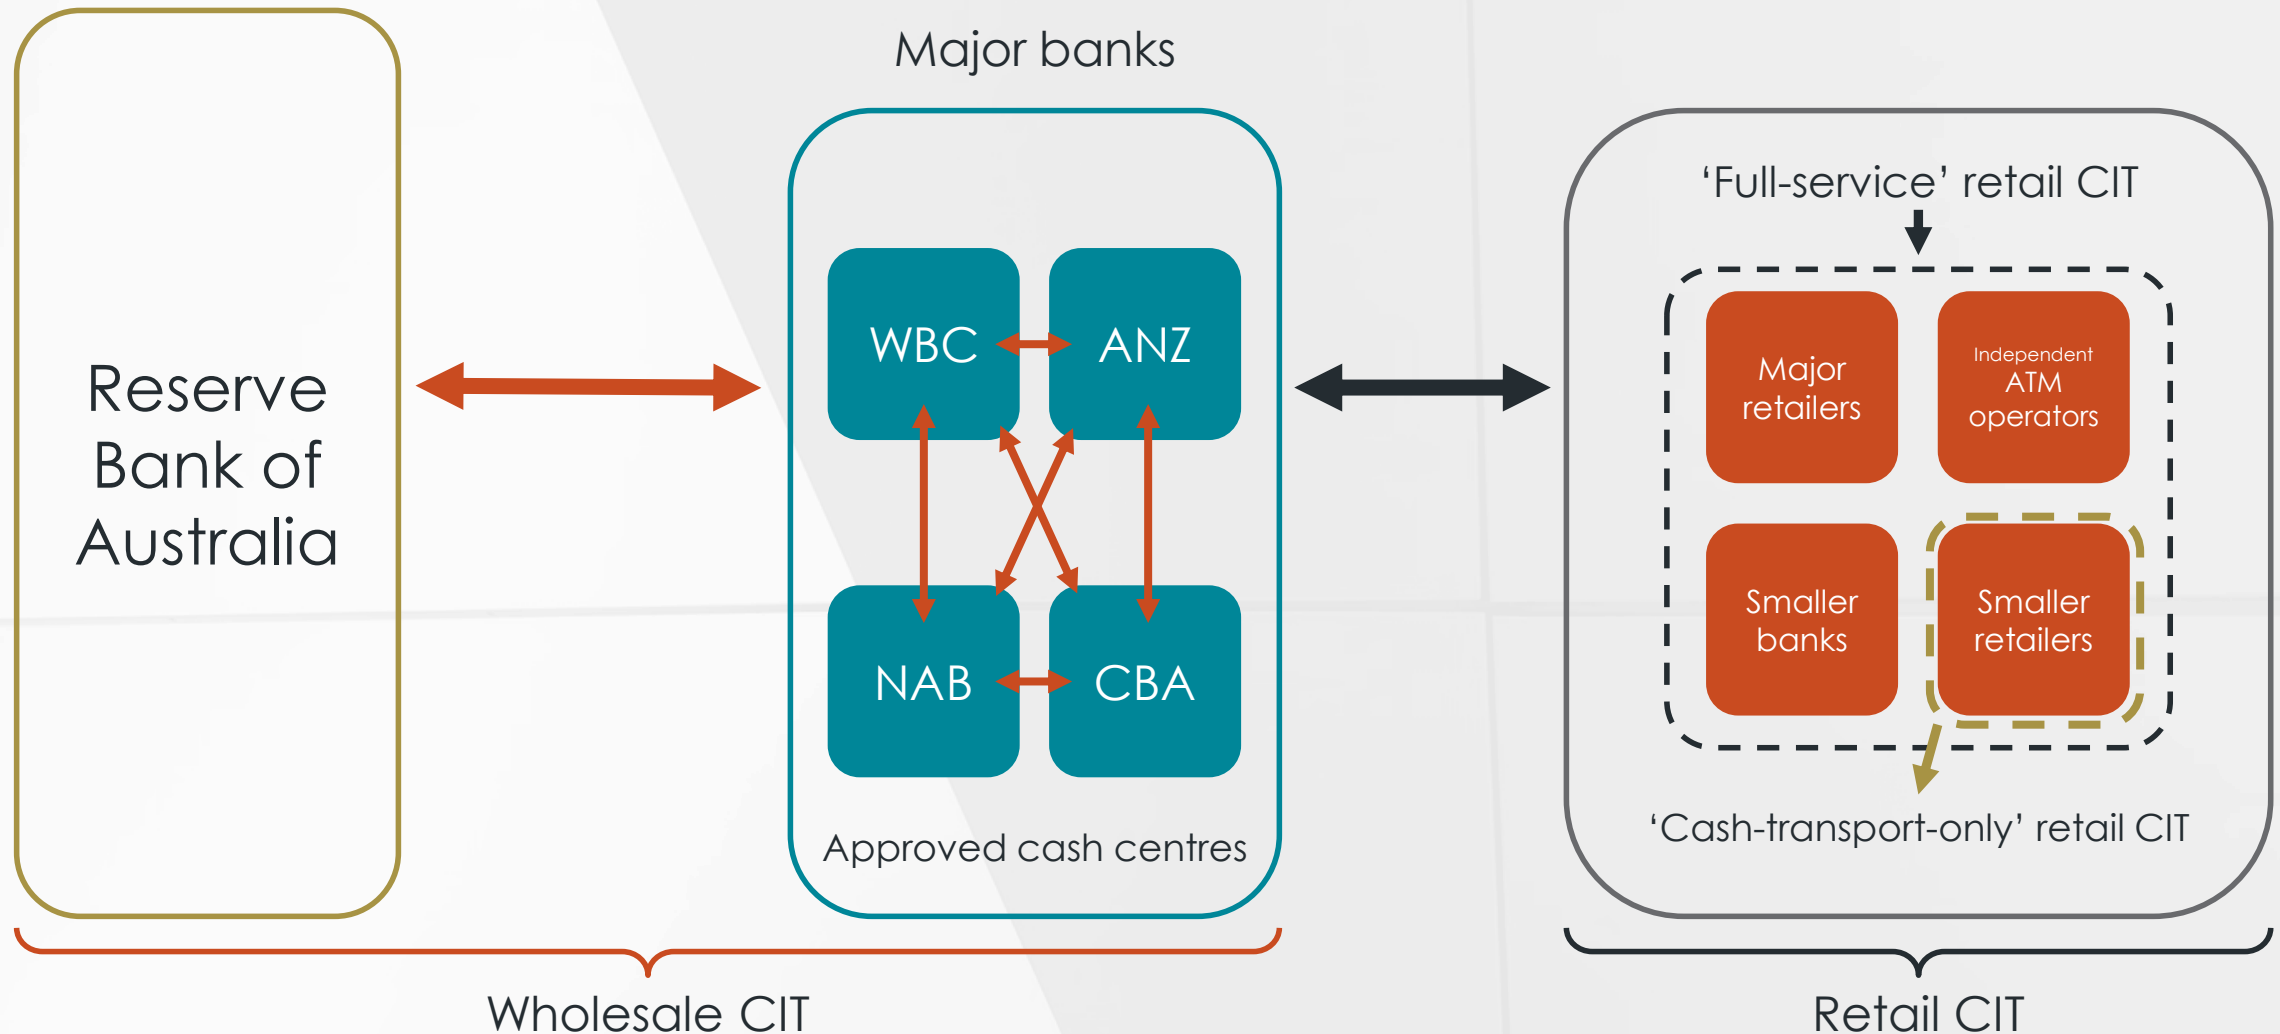 Reserve
Bank of
Australia
Major banks
WBC
ANZ
NAB
CBA
Approved cash centres
‘Full-service’ retail CIT
Major
retailers
Independent
ATM
operators
Smaller
banks
Smaller
retailers
‘Cash-transport-only’ retail CIT
Wholesale CIT
Retail CIT